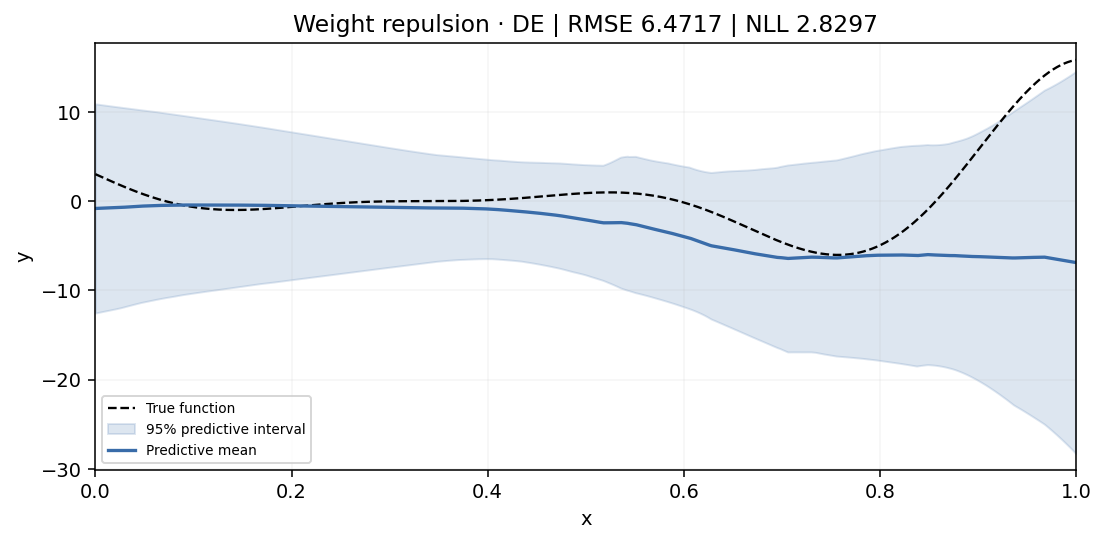 Weight repulsion · DE | RMSE 6.4717 | NLL 2.8297
y
10
0
−10
−20
−30
True function
95% predictive interval
Predictive mean
0.0 0.2 0.4 0.6 0.8 1.0
x